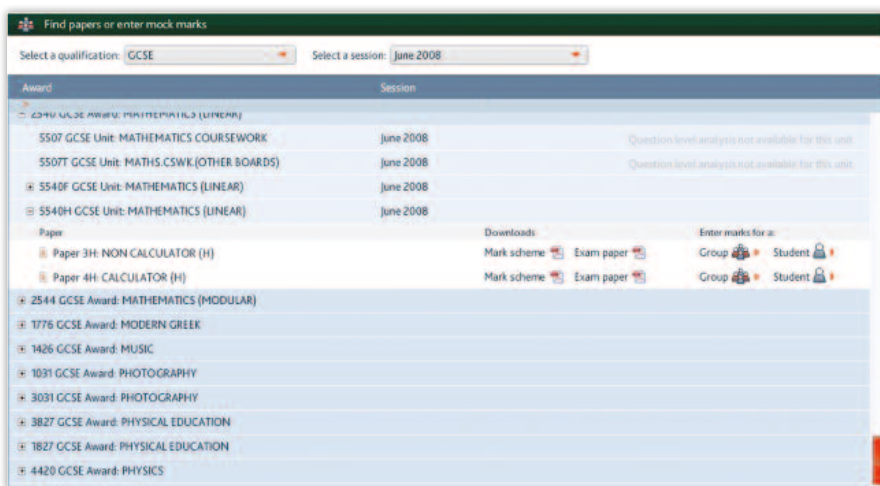 Find papers or enter mock marks
Select a qualification: GCSE Select a session: June 2008
Award Session
2540 GCSE Award: MATHEMATICS (LINEAR)
5507 GCSE Unit: MATHEMATICS COURSEWORK June 2008 Question level analysis not available for this unit
5507T GCSE Unit: MATHS.CSWK.(OTHER BOARDS) June 2008 Question level analysis not available for this unit
5540F GCSE Unit: MATHEMATICS (LINEAR) June 2008
5540H GCSE Unit: MATHEMATICS (LINEAR) June 2008
Paper Downloads Enter marks for a:
Paper 3H: NON CALCULATOR (H) Mark scheme Exam paper Group Student
Paper 4H: CALCULATOR (H) Mark scheme Exam paper Group Student
2544 GCSE Award: MATHEMATICS (MODULAR)
1776 GCSE Award: MODERN GREEK
1426 GCSE Award: MUSIC
1031 GCSE Award: PHOTOGRAPHY
3031 GCSE Award: PHOTOGRAPHY
3827 GCSE Award: PHYSICAL EDUCATION
1827 GCSE Award: PHYSICAL EDUCATION
4420 GCSE Award: PHYSICS